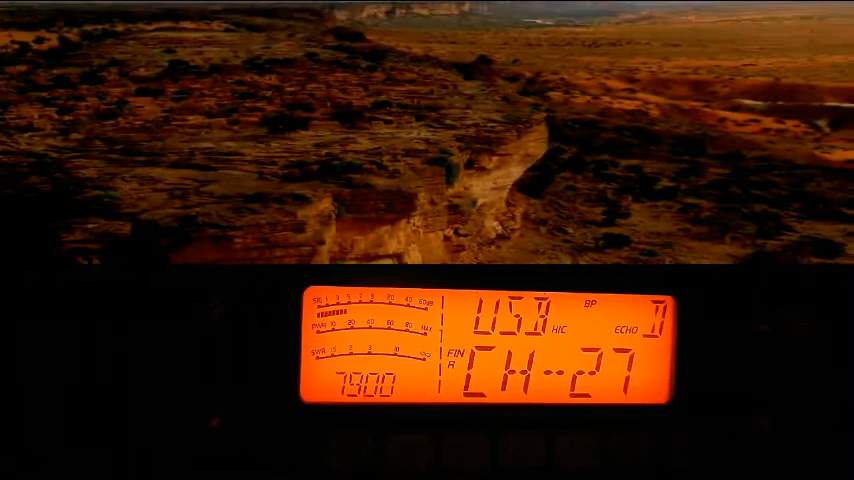 SIG 1 3 5 7 9 20 40 60dB
USB HIC BP ECHO D
PWR 10 20 40 60 80 MAX
SWR 1.5 2 3 10 ∞
FIN R CH-27
7900